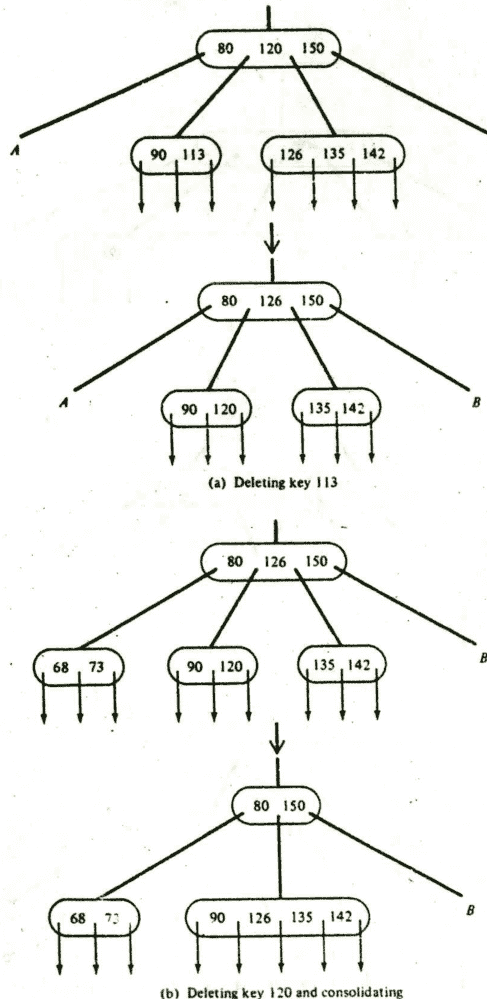 80 120 150
A
90 113 126 135 142
80 126 150
A B
90 120 135 142
(a) Deleting key 113
80 126 150
B
68 73 90 120 135 142
80 150
B
68 73 90 126 135 142
(b) Deleting key 120 and consolidating